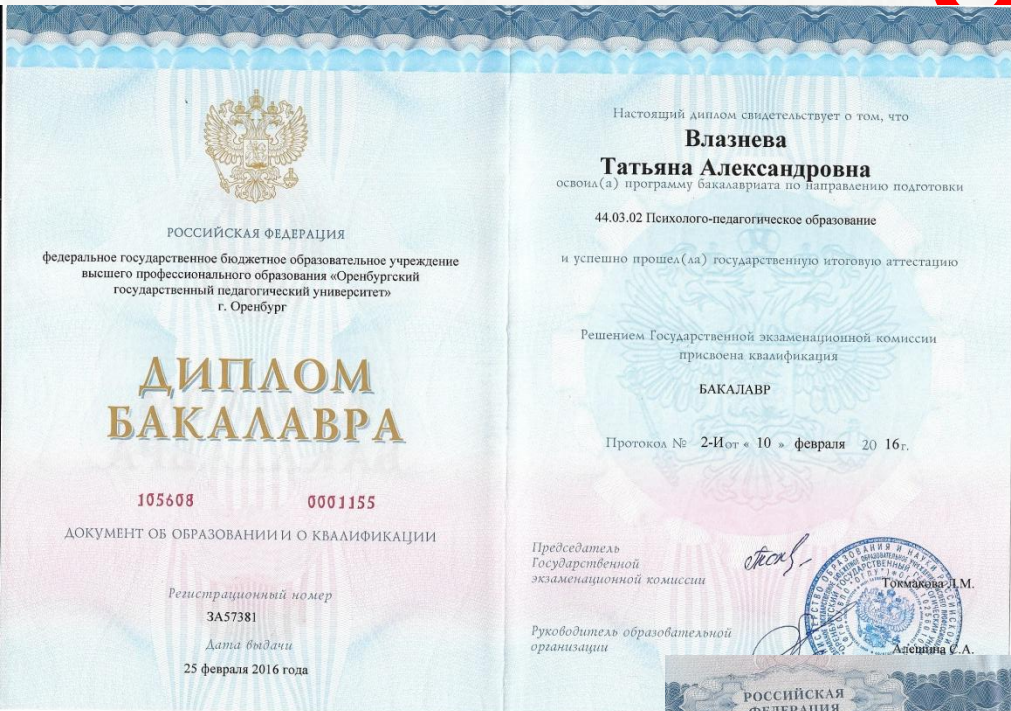 РОССИЙСКАЯ ФЕДЕРАЦИЯ
федеральное государственное бюджетное образовательное учреждение
высшего профессионального образования «Оренбургский
государственный педагогический университет»
г. Оренбург
ДИПЛОМ
БАКАЛАВРА
105608 0001155
ДОКУМЕНТ ОБ ОБРАЗОВАНИИ И О КВАЛИФИКАЦИИ
Регистрационный номер
ЗА57381
Дата выдачи
25 февраля 2016 года
Настоящий диплом свидетельствует о том, что
Влазнева
Татьяна Александровна
освоил(а) программу бакалавриата по направлению подготовки
44.03.02 Психолого-педагогическое образование
и успешно прошел(ла) государственную итоговую аттестацию
Решением Государственной экзаменационной комиссии
присвоена квалификация
БАКАЛАВР
Протокол № 2-И от « 10 » февраля 20 16 г.
Председатель
Государственной
экзаменационной комиссии
Токмакова Л.М.
Руководитель образовательной
организации
Алешина С.А.
РОССИЙСКАЯ
ФЕДЕРАЦИЯ